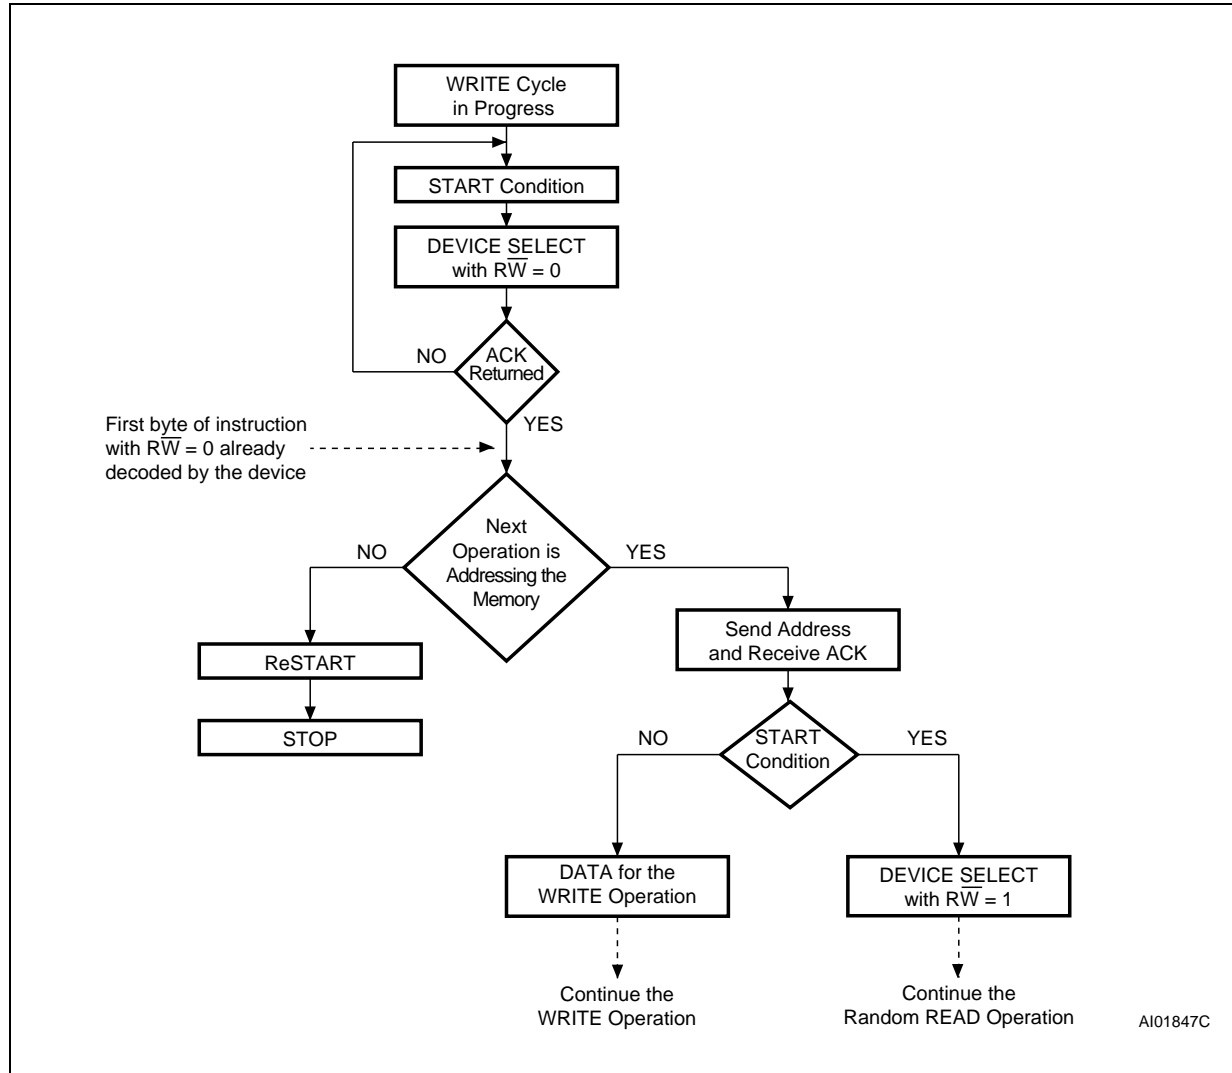 WRITE Cycle
in Progress
START Condition
DEVICE SELECT
with RW̅ = 0
NO
ACK
Returned
YES
First byte of instruction
with RW̅ = 0 already
decoded by the device
NO
Next
Operation is
Addressing the
Memory
YES
ReSTART
STOP
Send Address
and Receive ACK
NO
START
Condition
YES
DATA for the
WRITE Operation
DEVICE SELECT
with RW̅ = 1
Continue the
WRITE Operation
Continue the
Random READ Operation
AI01847C